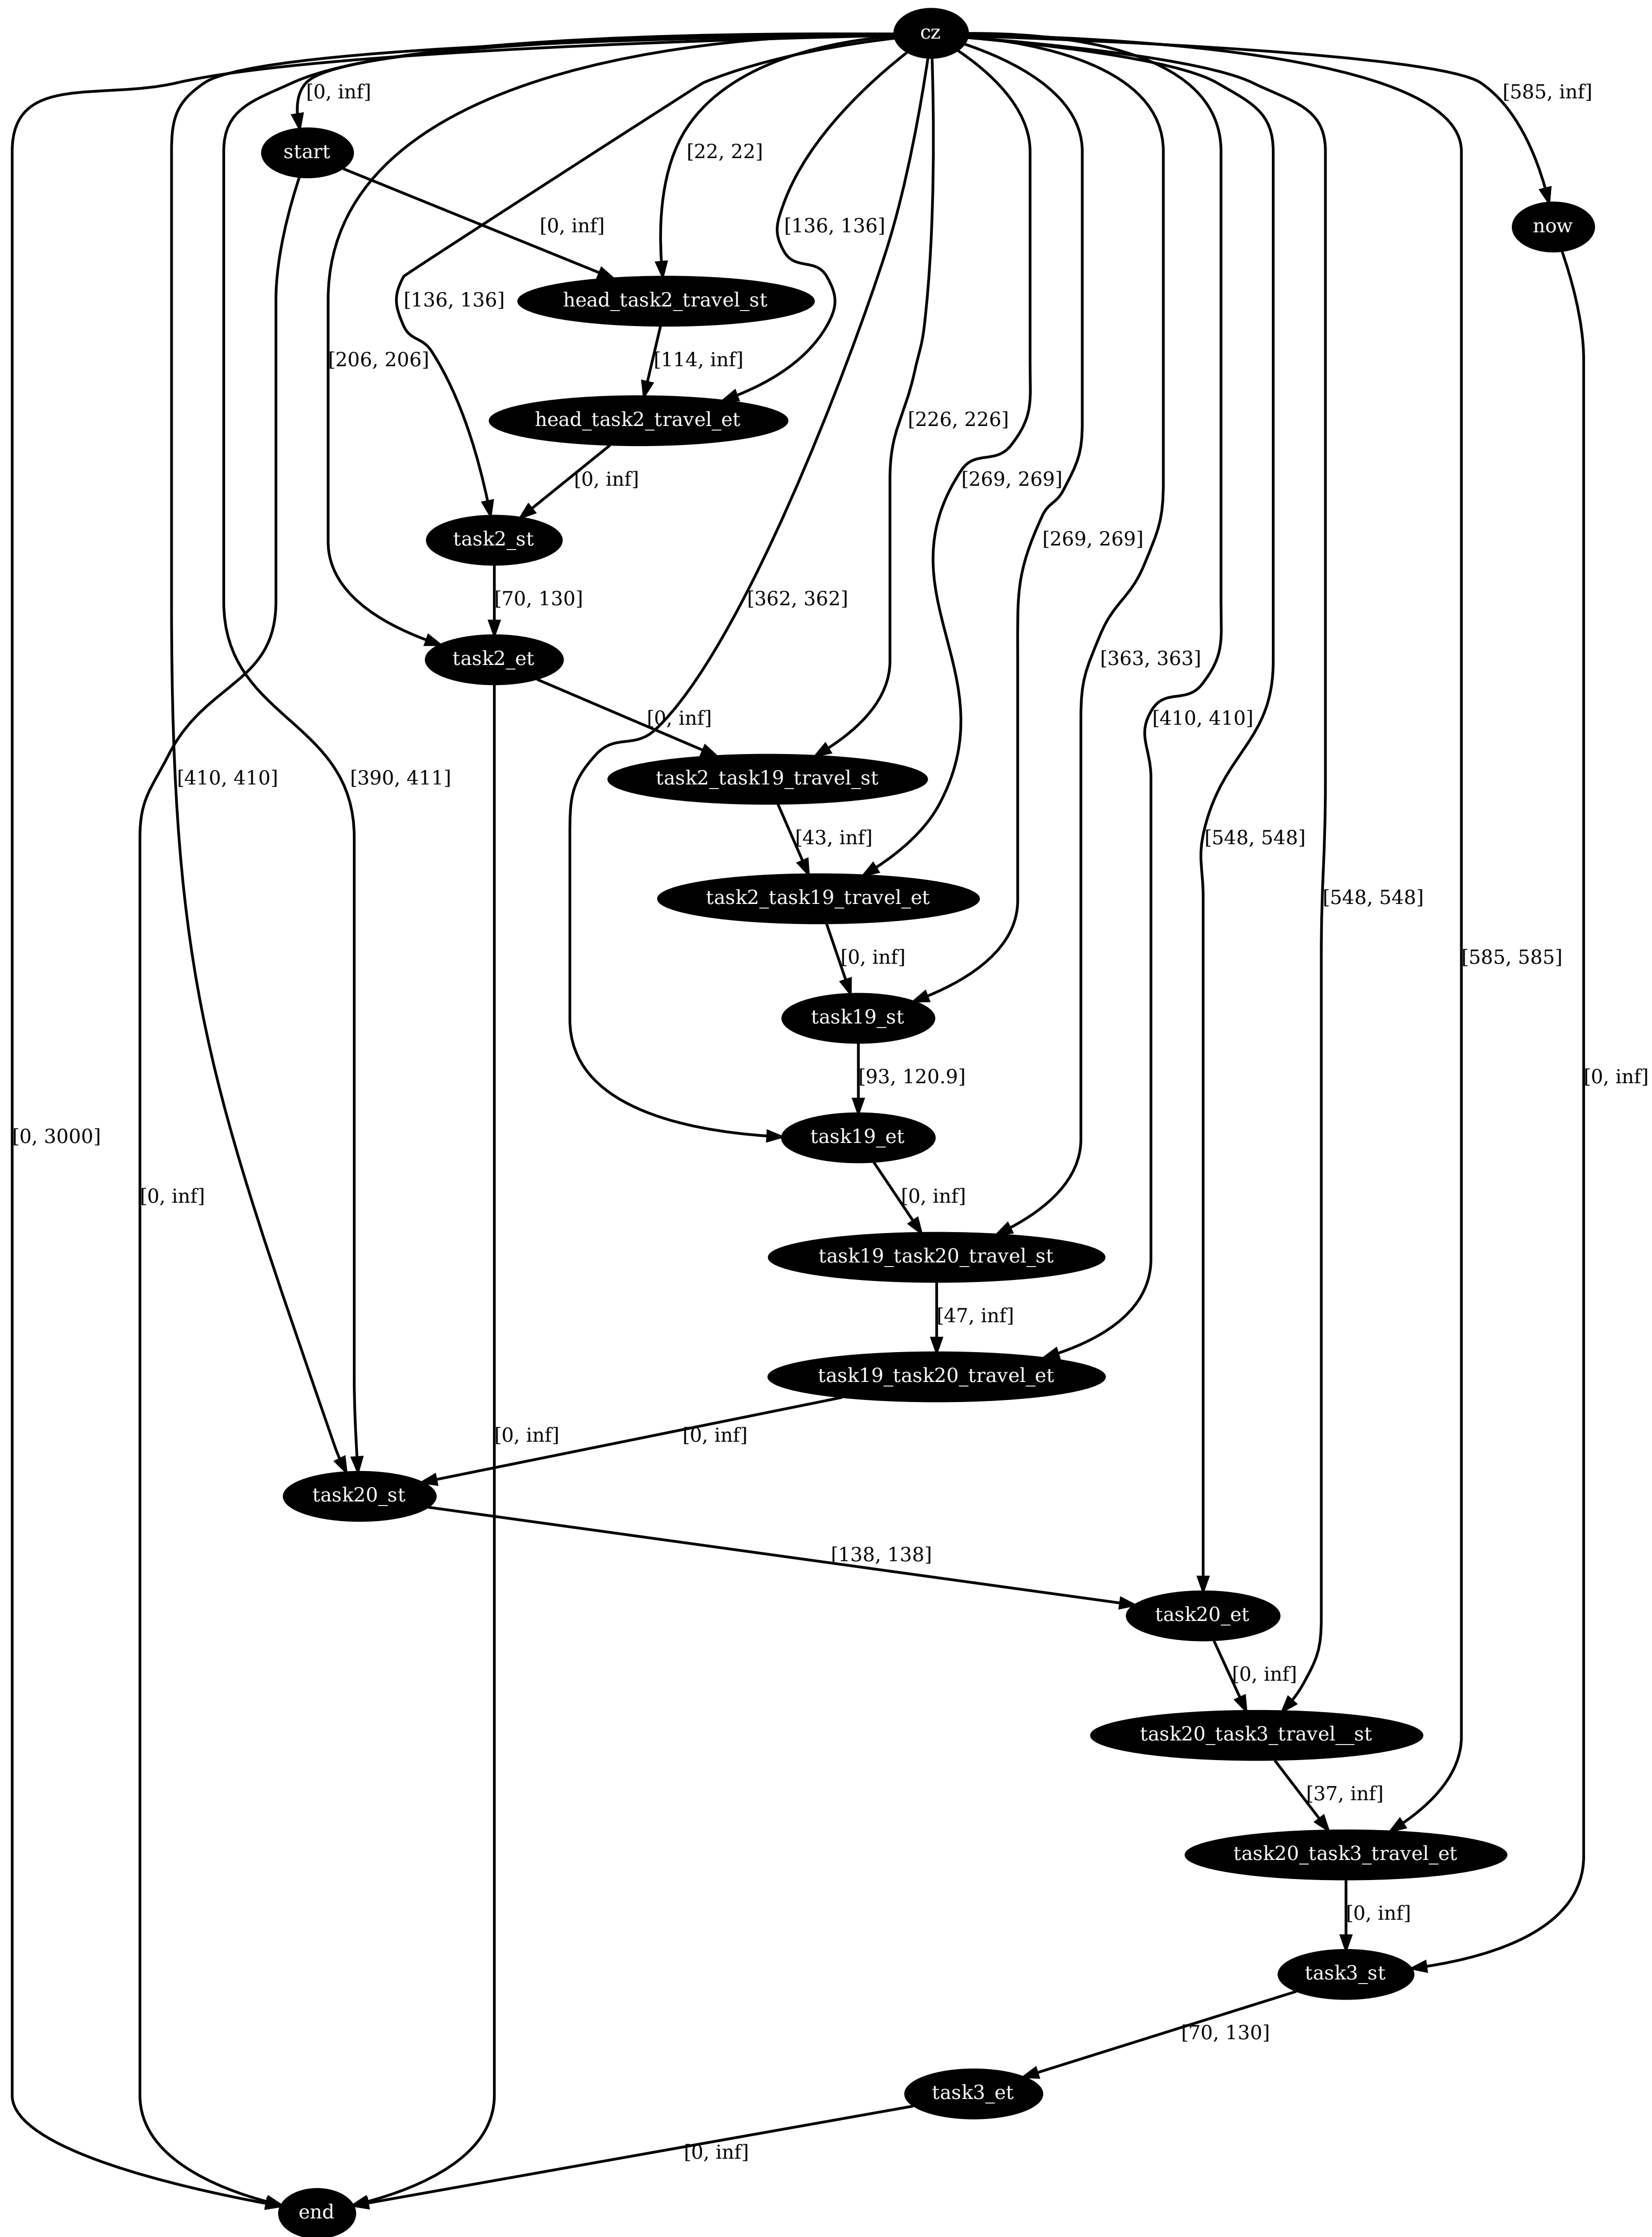 cz
[0, inf]
start
[22, 22]
[585, inf]
[0, inf]
[136, 136]
now
[136, 136]
head_task2_travel_st
[206, 206]
[114, inf]
head_task2_travel_et
[226, 226]
[0, inf]
[269, 269]
task2_st
[269, 269]
[70, 130]
[362, 362]
task2_et
[363, 363]
[0, inf]
[410, 410]
[410, 410]
[390, 411]
task2_task19_travel_st
[43, inf]
[548, 548]
task2_task19_travel_et
[548, 548]
[0, inf]
[585, 585]
task19_st
[93, 120.9]
[0, inf]
[0, 3000]
task19_et
[0, inf]
[0, inf]
task19_task20_travel_st
[47, inf]
task19_task20_travel_et
[0, inf]
[0, inf]
task20_st
[138, 138]
task20_et
[0, inf]
task20_task3_travel__st
[37, inf]
task20_task3_travel_et
[0, inf]
task3_st
[70, 130]
task3_et
[0, inf]
end